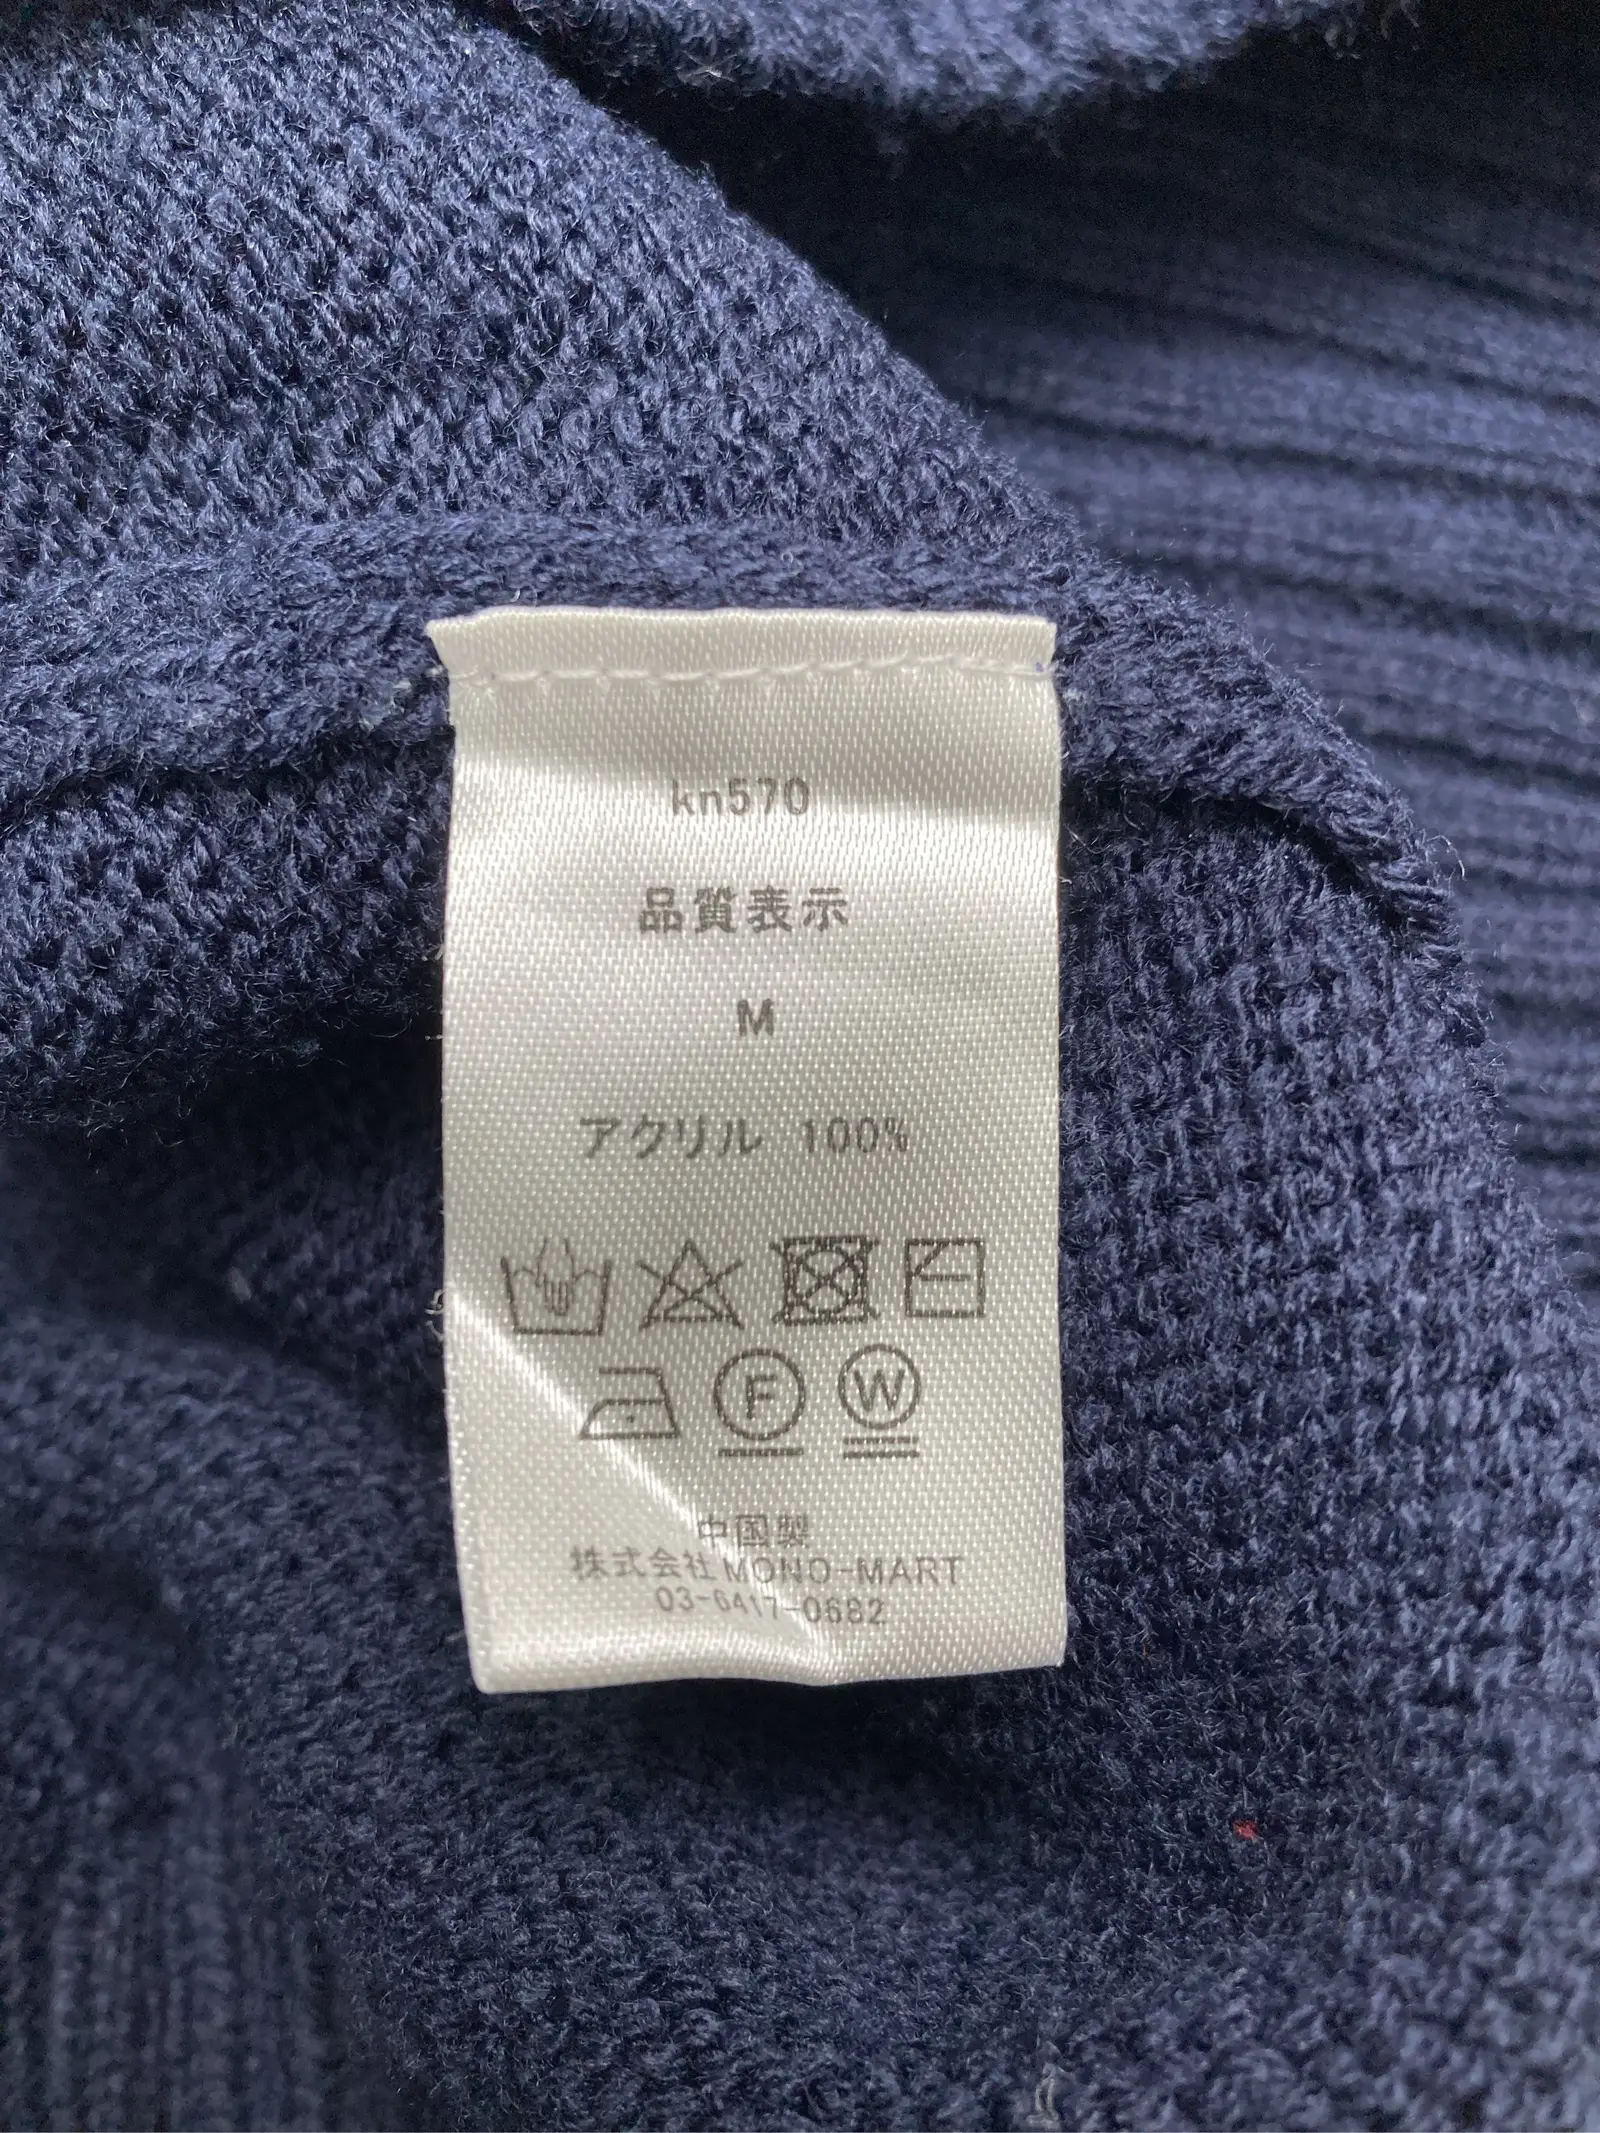 kn570
品質表示
M
アクリル 100%
F
W
中国製
株式会社MONO-MART
03-6417-0682